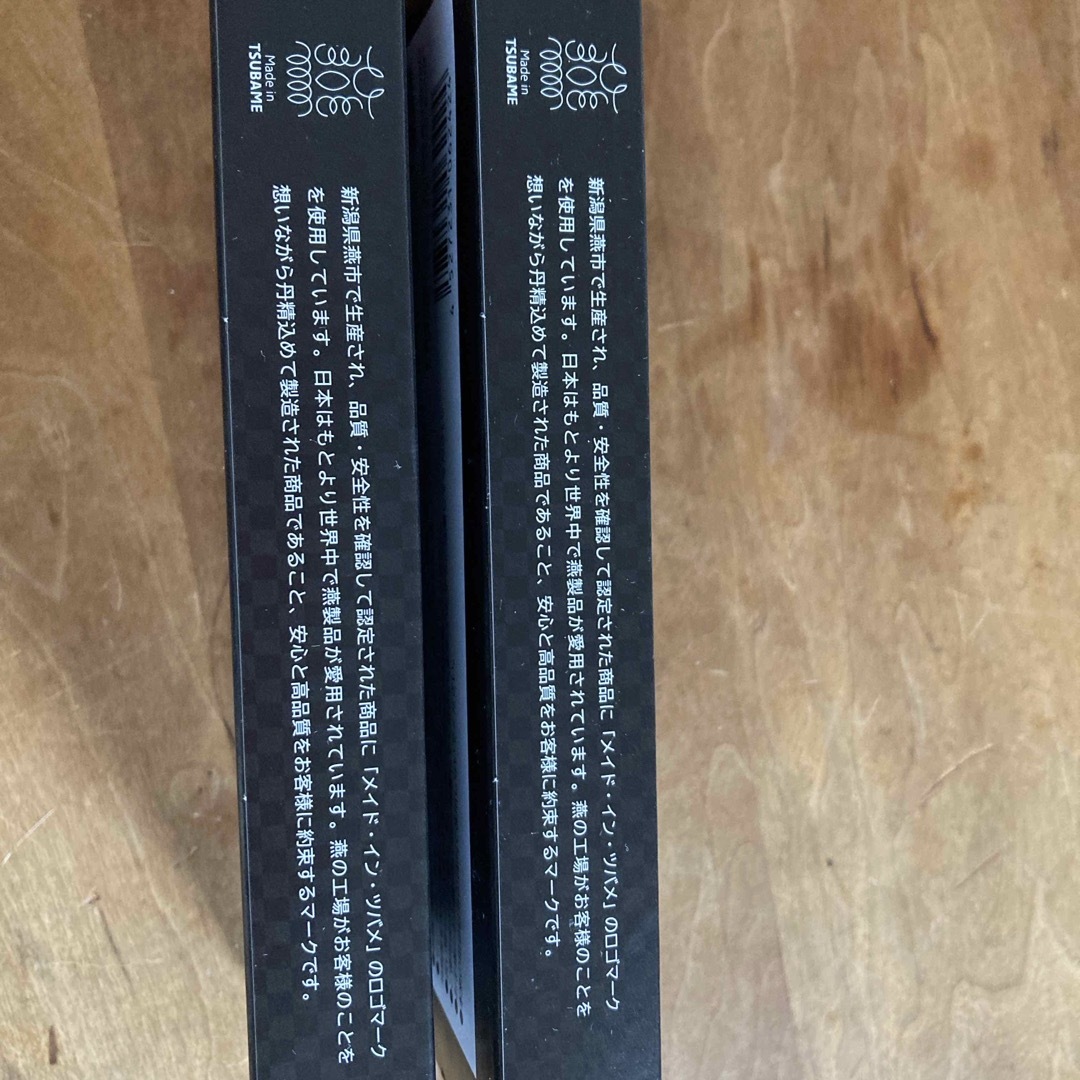 Made in
TSUBAME
新潟県燕市で生産され、品質・安全性を確認して認定された商品に「メイド・イン・ツバメ」のロゴマーク
を使用しています。日本はもとより世界中で燕製品が愛用されています。燕の工場がお客様のことを
想いながら丹精込めて製造された商品であること、安心と高品質をお客様に約束するマークです。
Made in
TSUBAME
新潟県燕市で生産され、品質・安全性を確認して認定された商品に「メイド・イン・ツバメ」のロゴマーク
を使用しています。日本はもとより世界中で燕製品が愛用されています。燕の工場がお客様のことを
想いながら丹精込めて製造された商品であること、安心と高品質をお客様に約束するマークです。